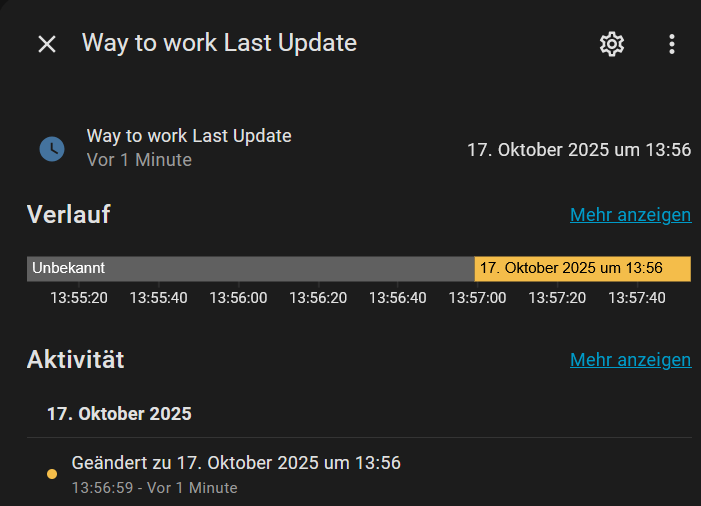 Way to work Last Update
Way to work Last Update
Vor 1 Minute
17. Oktober 2025 um 13:56
Verlauf
Mehr anzeigen
Unbekannt
17. Oktober 2025 um 13:56
13:55:20 13:55:40 13:56:00 13:56:20 13:56:40 13:57:00 13:57:20 13:57:40
Aktivität
Mehr anzeigen
17. Oktober 2025
Geändert zu 17. Oktober 2025 um 13:56
13:56:59 - Vor 1 Minute